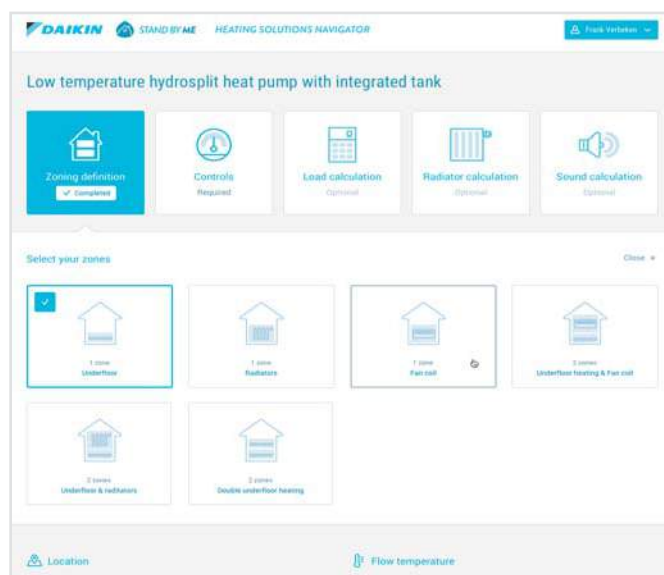 DAIKIN STAND BY ME HEATING SOLUTIONS NAVIGATOR Frank Verbeken
Low temperature hydrosplit heat pump with integrated tank
Zoning definition
Completed
Controls
Required
Load calculation
Optional
Radiator calculation
Optional
Sound calculation
Optional
Select your zones
Close ×
1 zone
Underfloor
1 zone
Radiators
1 zone
Fan coil
2 zones
Underfloor heating & Fan coil
2 zones
Underfloor & raditators
2 zones
Double underfloor heating
Location
Flow temperature